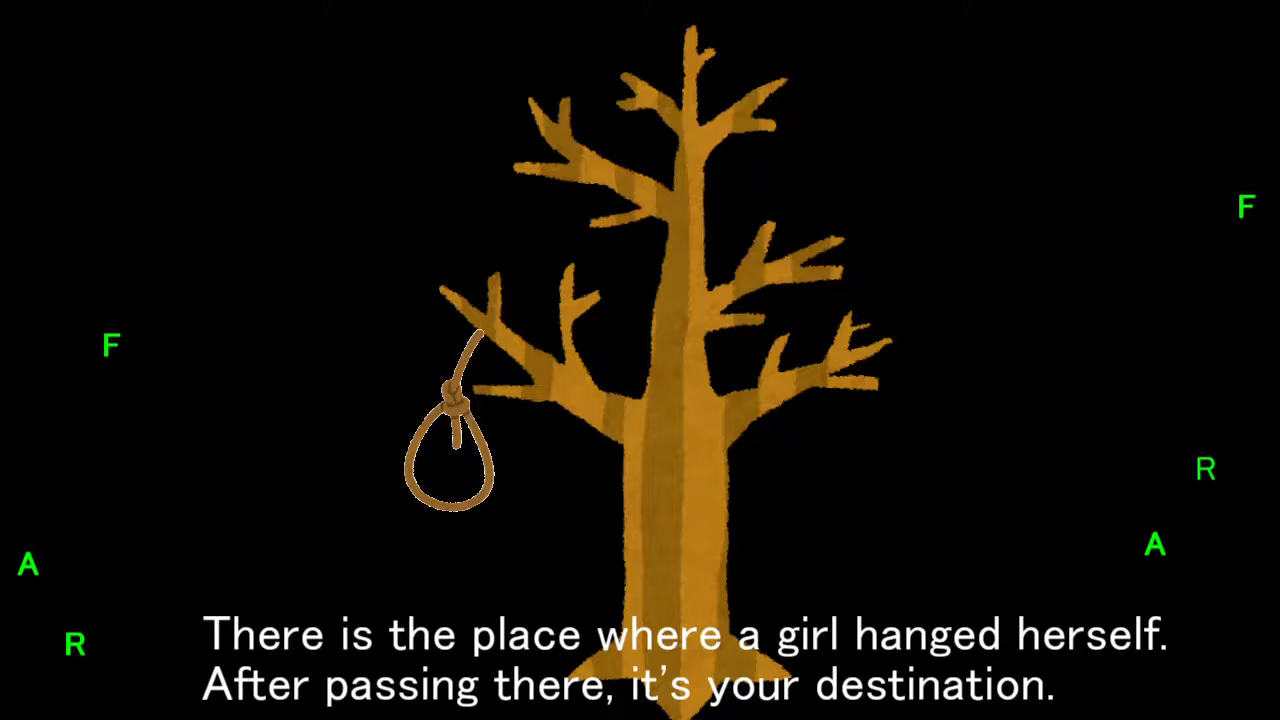 F
F
R
A
A
R
There is the place where a girl hanged herself.
After passing there, it's your destination.